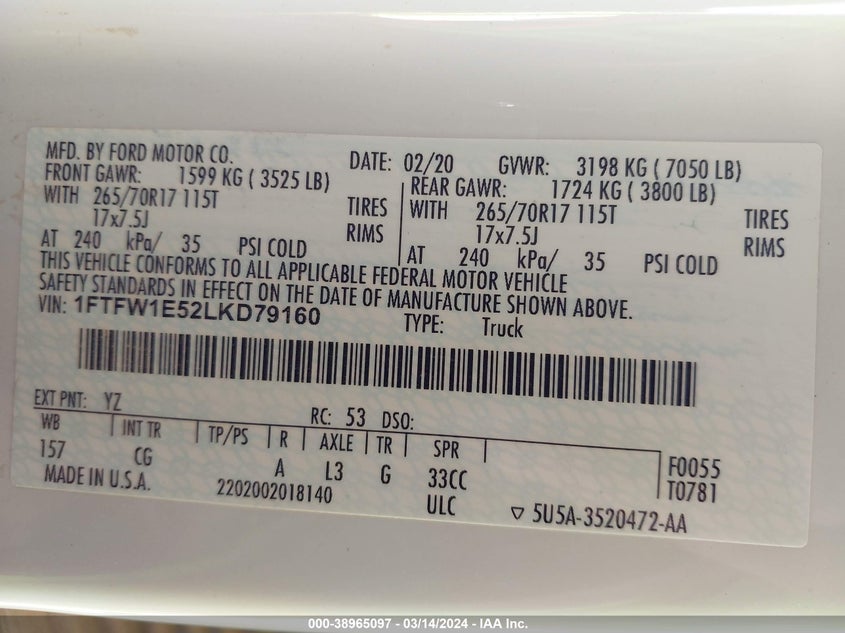 MFD. BY FORD MOTOR CO. DATE: 02/20 GVWR: 3198 KG ( 7050 LB)
FRONT GAWR: 1599 KG ( 3525 LB) REAR GAWR: 1724 KG ( 3800 LB)
WITH 265/70R17 115T TIRES WITH 265/70R17 115T TIRES
17x7.5J RIMS 17x7.5J RIMS
AT 240 kPa/ 35 PSI COLD AT 240 kPa/ 35 PSI COLD
THIS VEHICLE CONFORMS TO ALL APPLICABLE FEDERAL MOTOR VEHICLE
SAFETY STANDARDS IN EFFECT ON THE DATE OF MANUFACTURE SHOWN ABOVE.
VIN: 1FTFW1E52LKD79160 TYPE: Truck
EXT PNT: YZ RC: 53 DSO:
WB INT TR TP/PS R AXLE TR SPR
157 CG A L3 G 33CC F0055
MADE IN U.S.A. 2202002018140 ULC T0781
▽ 5U5A-3520472-AA
000-38965097 - 03/14/2024 - IAA Inc.